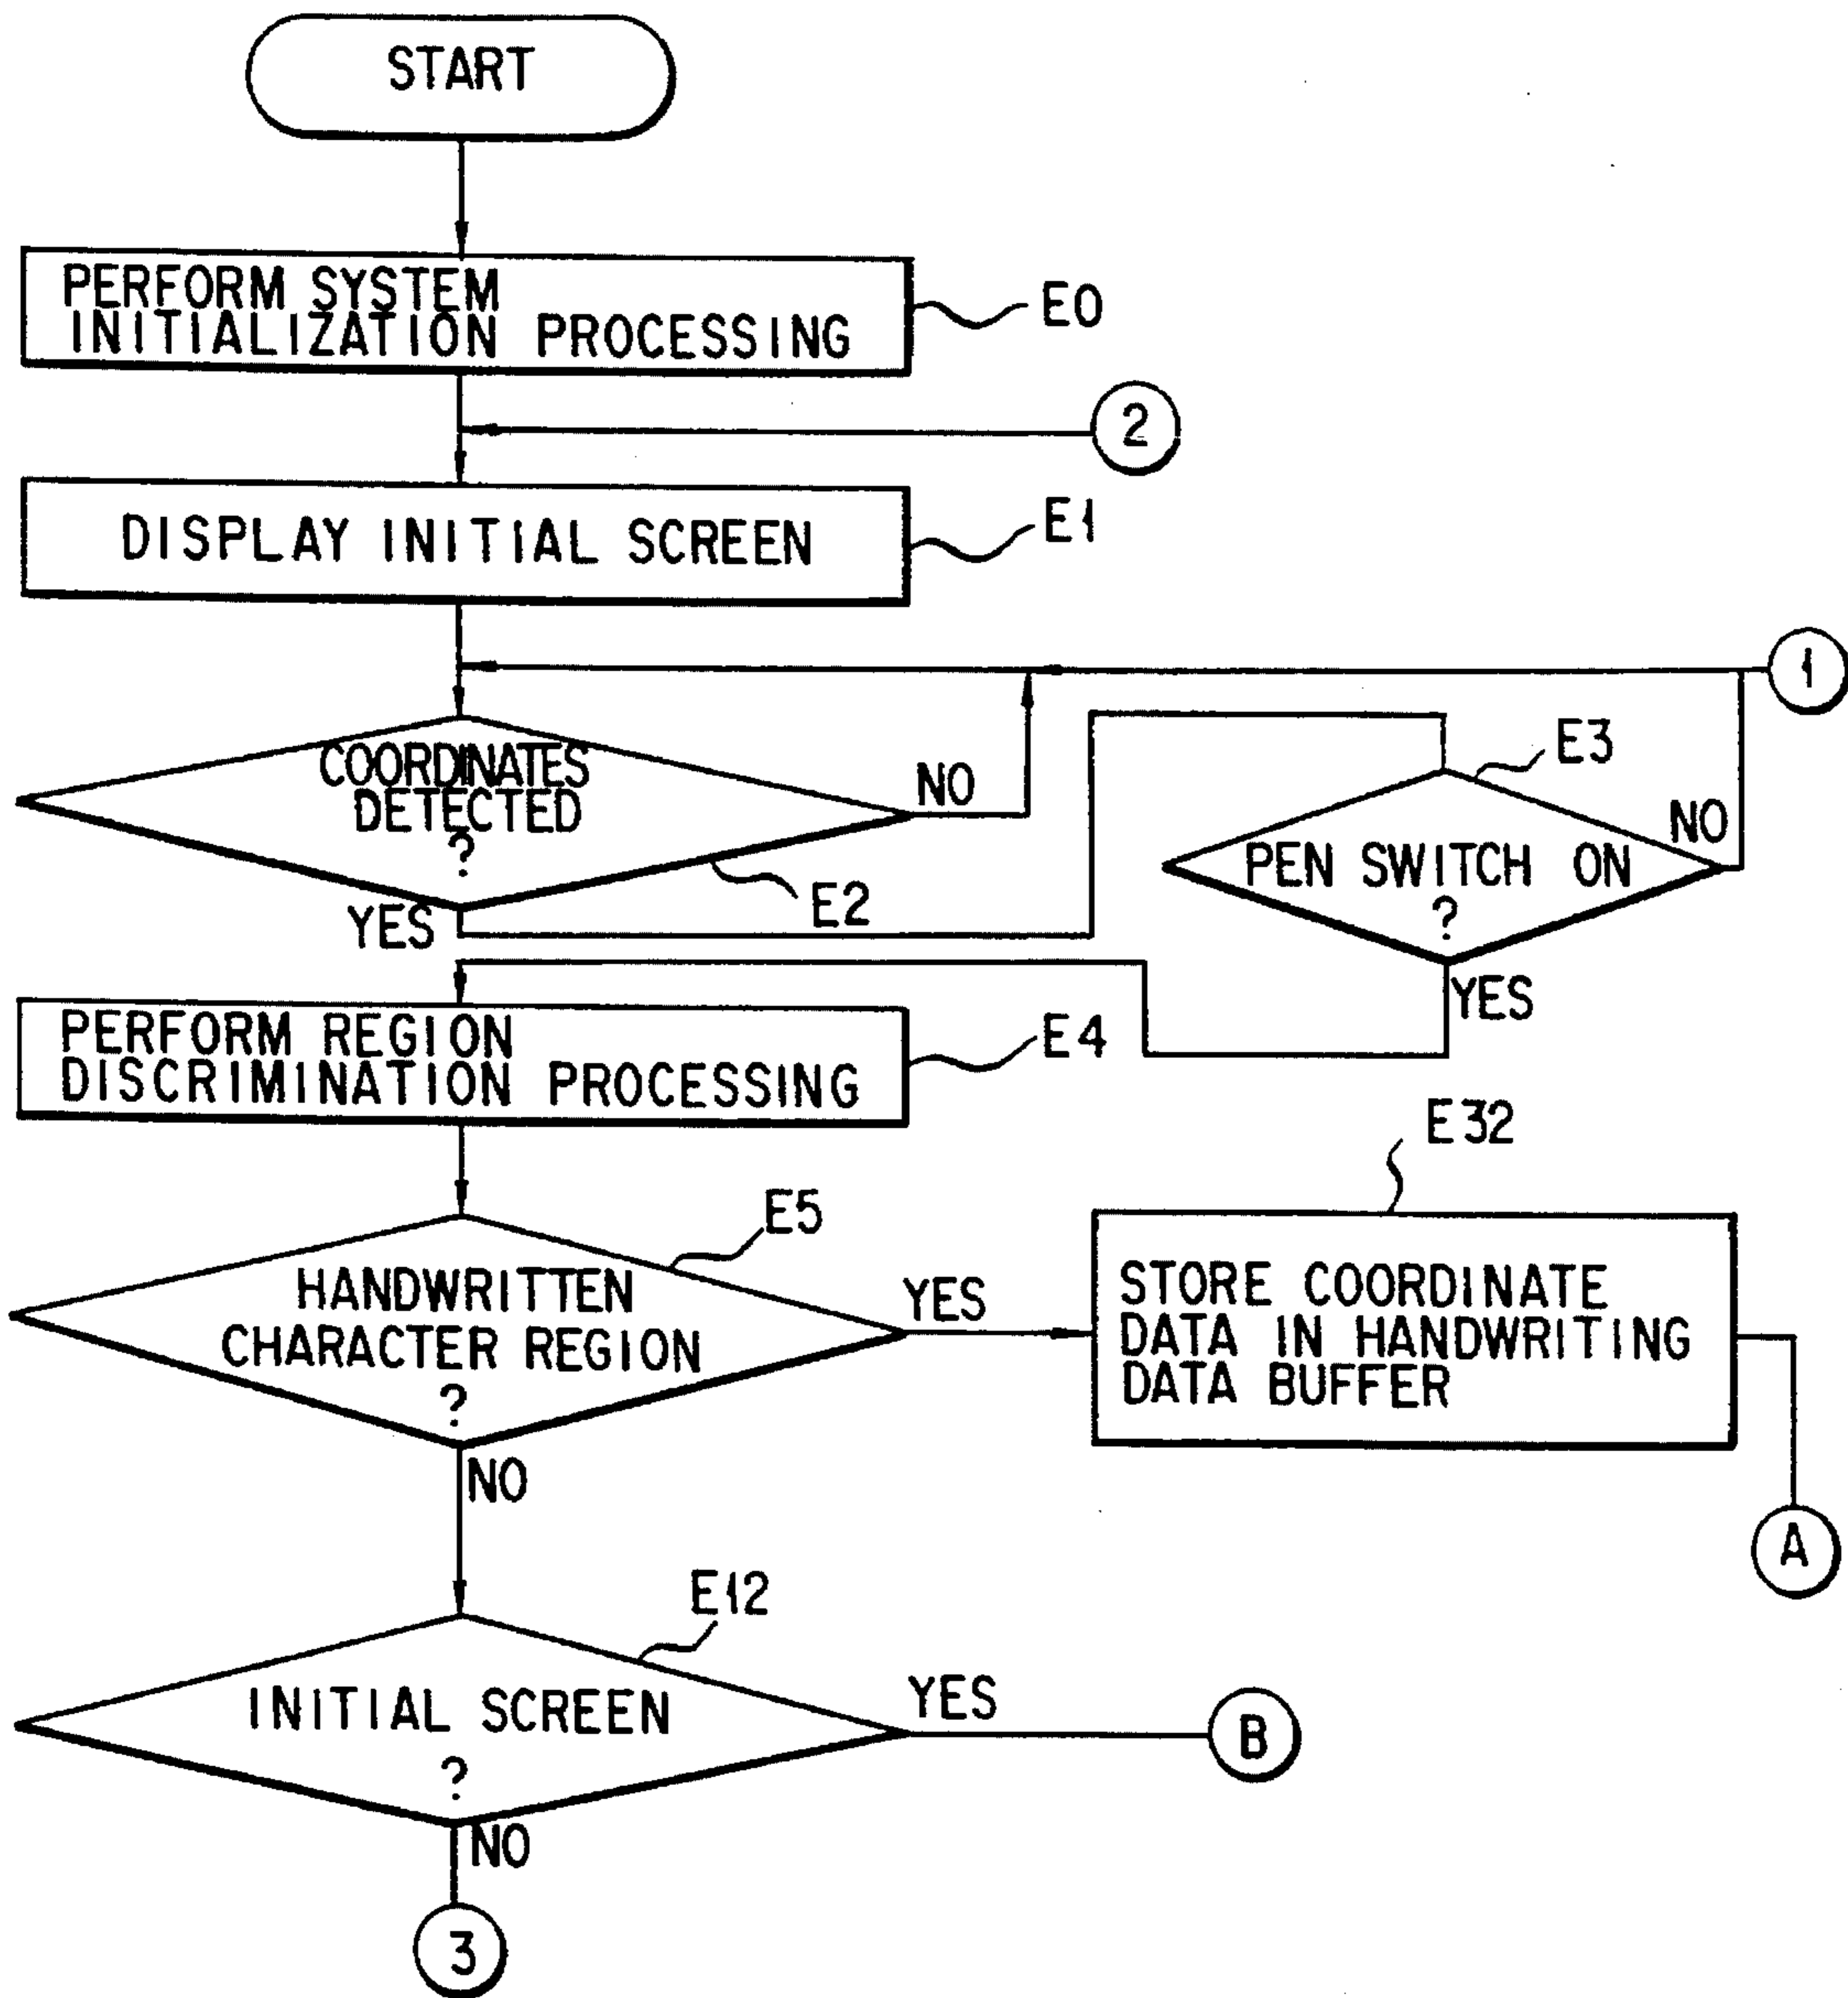 START
PERFORM SYSTEM
INITIALIZATION PROCESSING
E0
2
DISPLAY INITIAL SCREEN
E1
1
COORDINATES
DETECTED
?
NO
E2
YES
E3
PEN SWITCH ON
?
NO
YES
PERFORM REGION
DISCRIMINATION PROCESSING
E4
E32
E5
HANDWRITTEN
CHARACTER REGION
?
YES
STORE COORDINATE
DATA IN HANDWRITING
DATA BUFFER
NO
A
E12
INITIAL SCREEN
?
YES
B
NO
3